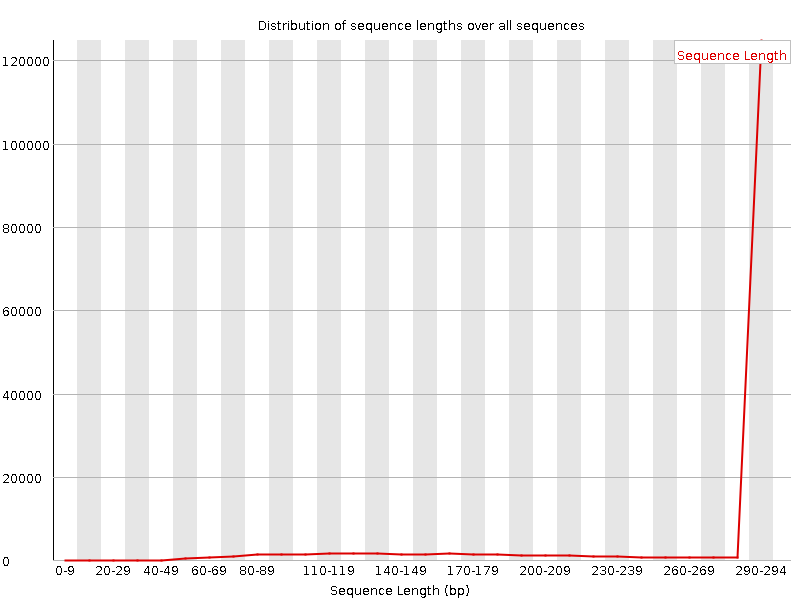 Distribution of sequence lengths over all sequences
Sequence Length
120000
100000
80000
60000
40000
20000
0
0-9 20-29 40-49 60-69 80-89 110-119 140-149 170-179 200-209 230-239 260-269 290-294
Sequence Length (bp)